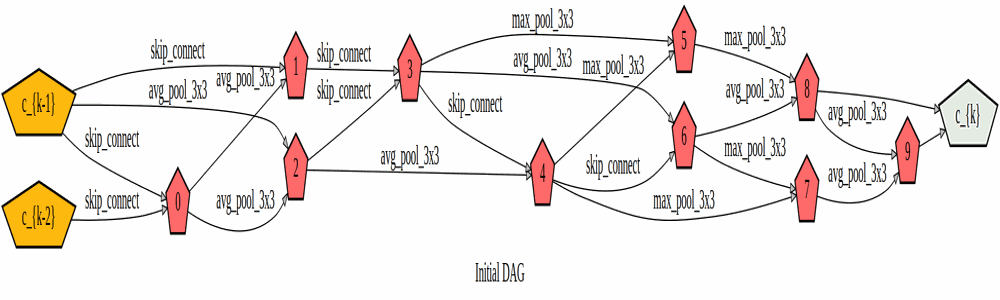 max_pool_3x3
skip_connect
skip_connect
avg_pool_3x3
max_pool_3x3
max_pool_3x3
5
1
3
avg_pool_3x3
skip_connect
avg_pool_3x3
8
avg_pool_3x3
c_{k-1}
skip_connect
avg_pool_3x3
c_{k}
skip_connect
6
max_pool_3x3
9
2
avg_pool_3x3
4
skip_connect
avg_pool_3x3
7
c_{k-2}
skip_connect
0
avg_pool_3x3
max_pool_3x3
Initial DAG